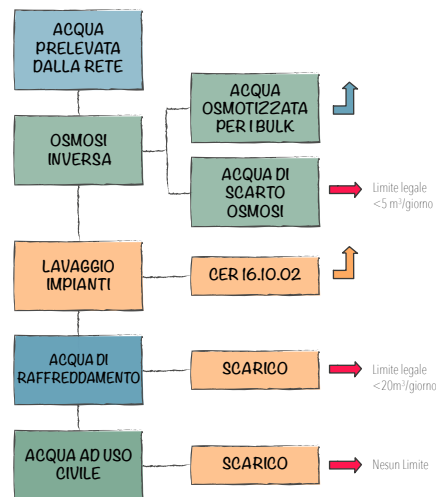 ACQUA
PRELEVATA
DALLA RETE
OSMOSI
INVERSA
ACQUA
OSMOTIZZATA
PER I BULK
ACQUA DI
SCARTO
OSMOSI
Limite legale
<5 m³/giorno
LAVAGGIO
IMPIANTI
CER 16.10.02
ACQUA DI
RAFFREDDAMENTO
SCARICO
Limite legale
<20m³/giorno
ACQUA AD USO
CIVILE
SCARICO
Nesun Limite